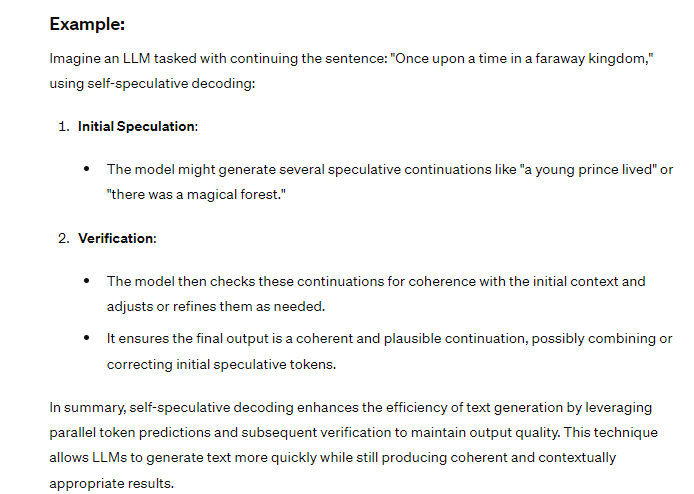 Example:
Imagine an LLM tasked with continuing the sentence: "Once upon a time in a faraway kingdom,"
using self-speculative decoding:
1. Initial Speculation:
• The model might generate several speculative continuations like "a young prince lived" or
"there was a magical forest."
2. Verification:
• The model then checks these continuations for coherence with the initial context and
adjusts or refines them as needed.
• It ensures the final output is a coherent and plausible continuation, possibly combining or
correcting initial speculative tokens.
In summary, self-speculative decoding enhances the efficiency of text generation by leveraging
parallel token predictions and subsequent verification to maintain output quality. This technique
allows LLMs to generate text more quickly while still producing coherent and contextually
appropriate results.